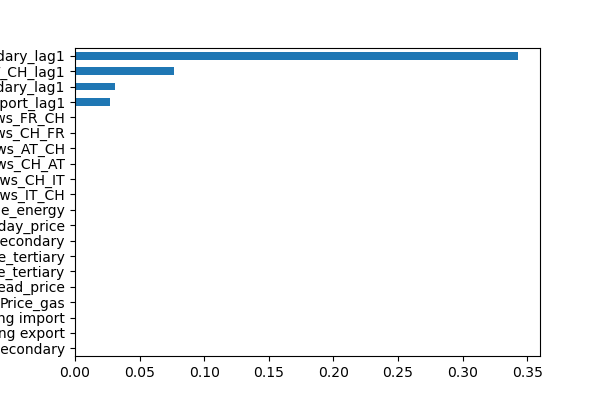 dary_lag1
_CH_lag1
dary_lag1
port_lag1
ws_FR_CH
ws_CH_FR
ws_AT_CH
ws_CH_AT
ws_CH_IT
ws_IT_CH
e_energy
day_price
econdary
e_tertiary
e_tertiary
ead_price
Price_gas
ng import
ng export
econdary
0.00 0.05 0.10 0.15 0.20 0.25 0.30 0.35